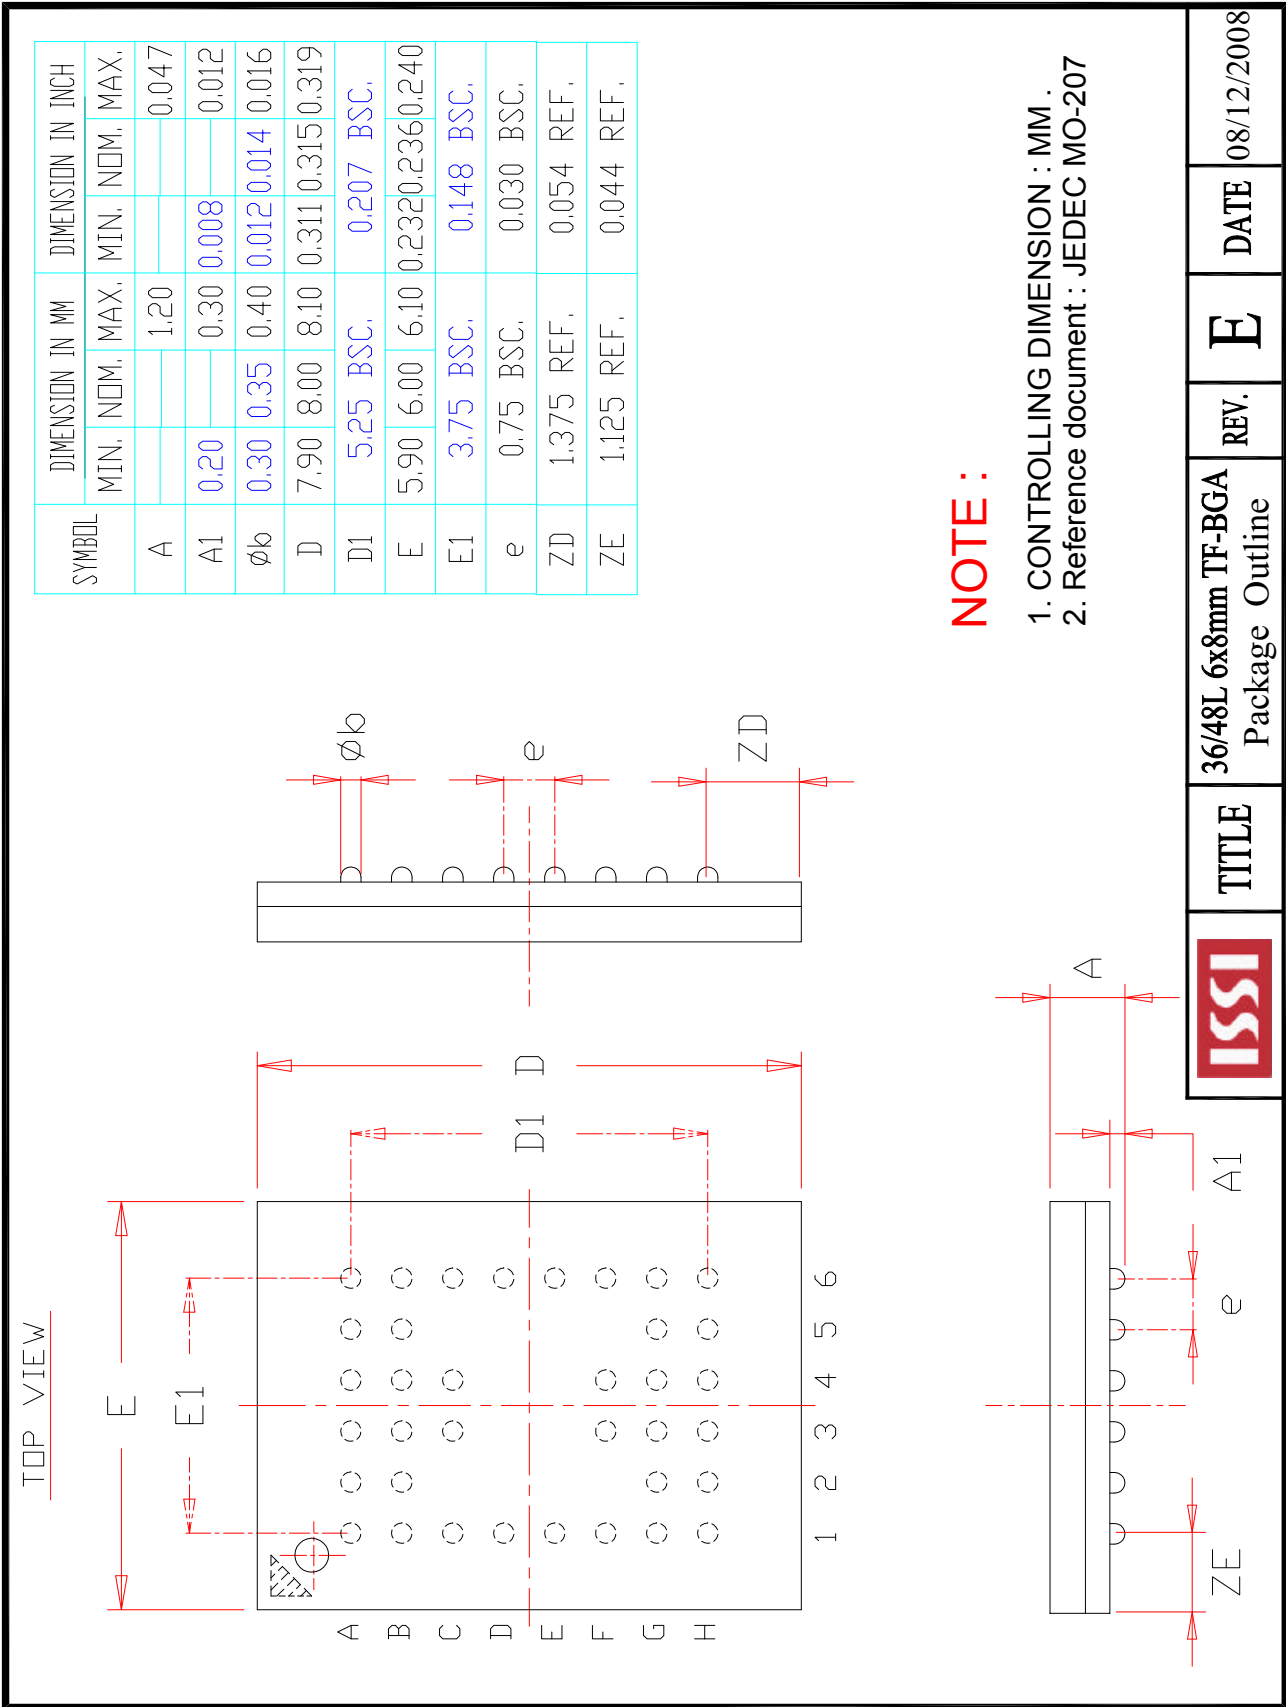 TOP VIEW
E
E1
D
D1
A
B
C
D
E
F
G
H
1 2 3 4 5 6
Øb
e
ZD
A
A1
e
ZE
SYMBOL DIMENSION IN MM DIMENSION IN INCH
MIN. NOM. MAX. MIN. NOM. MAX.
A 1.20 0.047
A1 0.20 0.30 0.008 0.012
Øb 0.30 0.35 0.40 0.012 0.014 0.016
D 7.90 8.00 8.10 0.311 0.315 0.319
D1 5.25 BSC. 0.207 BSC.
E 5.90 6.00 6.10 0.232 0.236 0.240
E1 3.75 BSC. 0.148 BSC.
e 0.75 BSC. 0.030 BSC.
ZD 1.375 REF. 0.054 REF.
ZE 1.125 REF. 0.044 REF.
NOTE :
1. CONTROLLING DIMENSION : MM .
2. Reference document : JEDEC MO-207
ISSI TITLE 36/48L 6x8mm TF-BGA REV. E DATE 08/12/2008
Package Outline